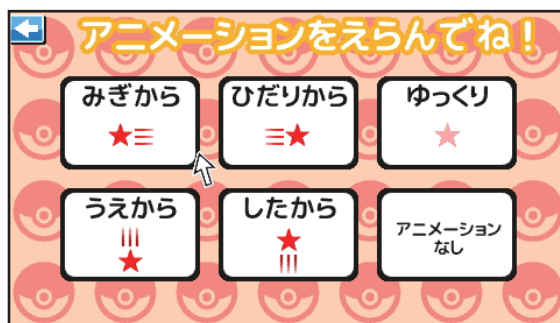 アニメーションをえらんでね！
みぎから
ひだりから
ゆっくり
うえから
したから
アニメーション
なし